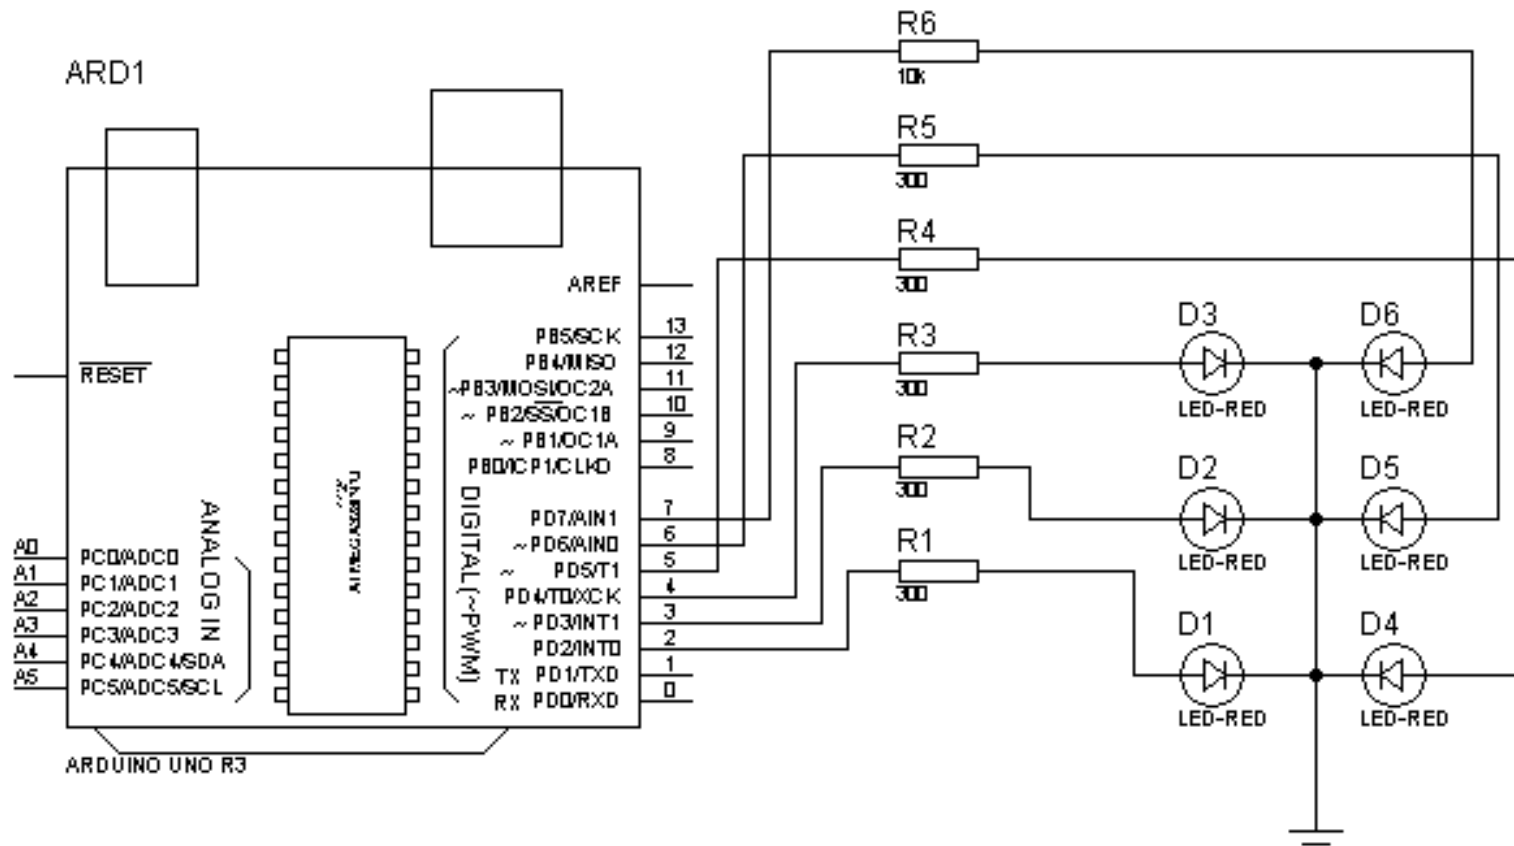 ARD1
RESET
A0
A1
A2
A3
A4
A5
PC0/ADC0
PC1/ADC1
PC2/ADC2
PC3/ADC3
PC4/ADC4/SDA
PC5/ADC5/SCL
ANALOG IN
AREF
PB5/SCK
PB4/MISO
~PB3/MOSI/OC2A
~ PB2/SS/OC1B
~ PB1/OC1A
PB0/ICP1/CLKO
PD7/AIN1
~PD6/AIN0
~ PD5/T1
PD4/T0/XCK
~PD3/INT1
PD2/INT0
TX PD1/TXD
RX PD0/RXD
DIGITAL(~PWM)
13
12
11
10
9
8
7
6
5
4
3
2
1
0
ARDUINO UNO R3
R6
10k
R5
300
R4
300
R3
300
R2
300
R1
300
D3
LED-RED
D6
LED-RED
D2
LED-RED
D5
LED-RED
D1
LED-RED
D4
LED-RED